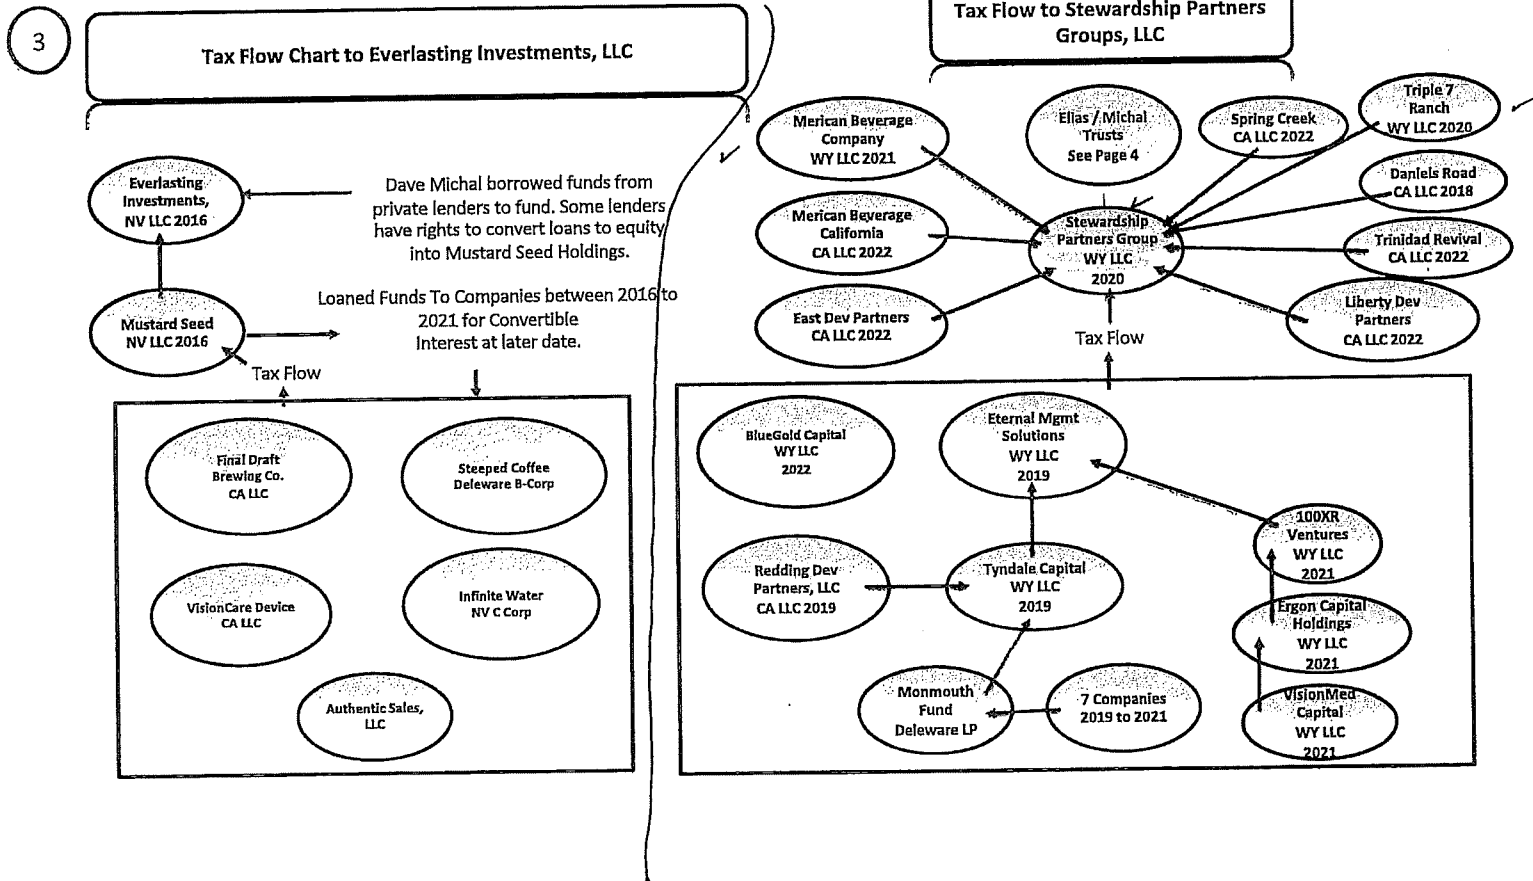 3
Tax Flow Chart to Everlasting Investments, LLC
Everlasting
Investments,
NV LLC 2016
Dave Michal borrowed funds from
private lenders to fund. Some lenders
have rights to convert loans to equity
into Mustard Seed Holdings.
Mustard Seed
NV LLC 2016
Loaned Funds To Companies between 2016 to
2021 for Convertible
Interest at later date.
Tax Flow
Final Draft
Brewing Co.
CA LLC
Steeped Coffee
Deleware B-Corp
VisionCare Device
CA LLC
Infinite Water
NV C Corp
Authentic Sales,
LLC
Tax Flow to Stewardship Partners
Groups, LLC
Merican Beverage
Company
WY LLC 2021
Elias / Michal
Trusts
See Page 4
Spring Creek
CA LLC 2022
Triple 7
Ranch
WY LLC 2020
Daniels Road
CA LLC 2018
Merican Beverage
California
CA LLC 2022
Stewardship
Partners Group
WY LLC
2020
Trinidad Revival
CA LLC 2022
East Dev Partners
CA LLC 2022
Liberty Dev
Partners
CA LLC 2022
Tax Flow
BlueGold Capital
WY LLC
2022
Eternal Mgmt
Solutions
WY LLC
2019
100XR
Ventures
WY LLC
2021
Redding Dev
Partners, LLC
CA LLC 2019
Tyndale Capital
WY LLC
2019
Ergon Capital
Holdings
WY LLC
2021
Monmouth
Fund
Deleware LP
7 Companies
2019 to 2021
VisionMed
Capital
WY LLC
2021